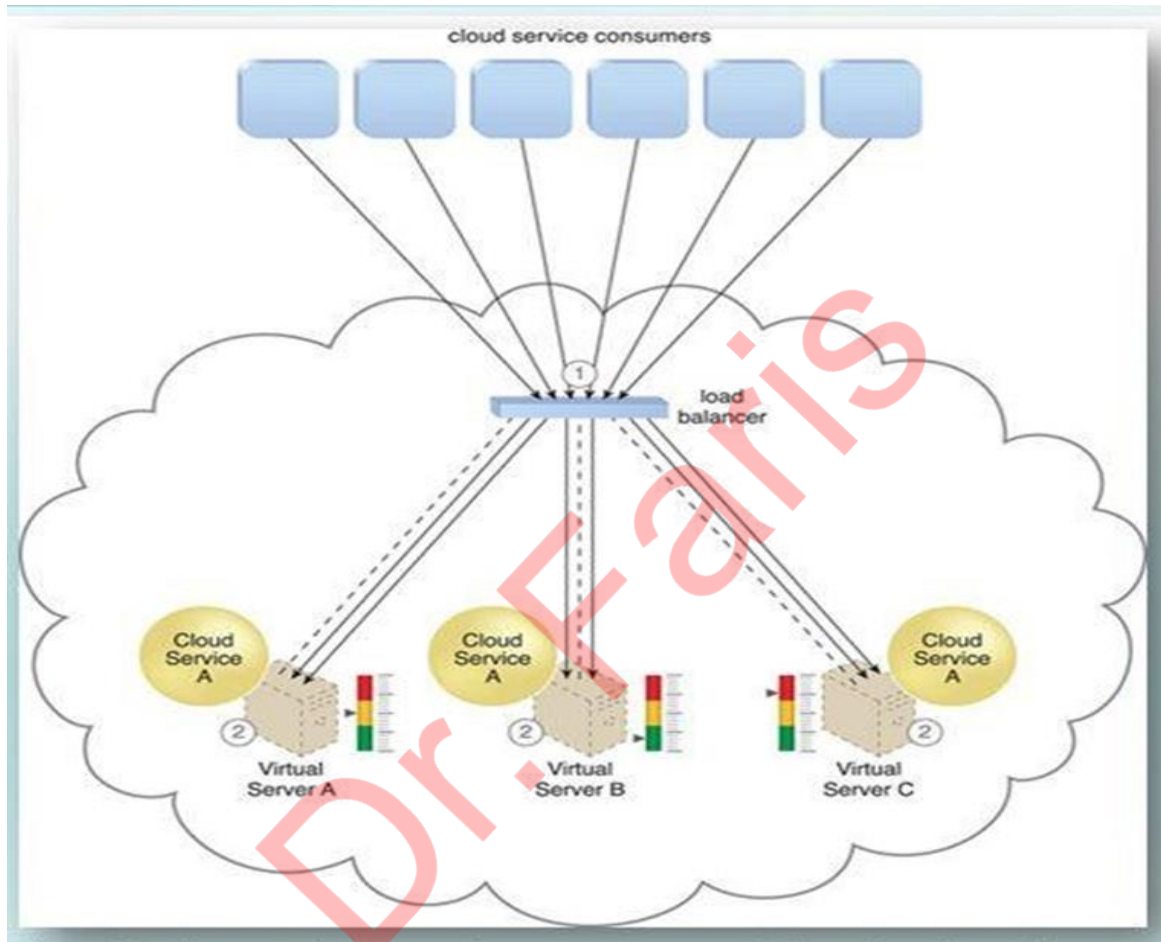 cloud service consumers
1
load
balancer
Cloud
Service
A
Cloud
Service
A
Cloud
Service
A
2
2
2
Virtual
Server A
Virtual
Server B
Virtual
Server C
Dr.Faris